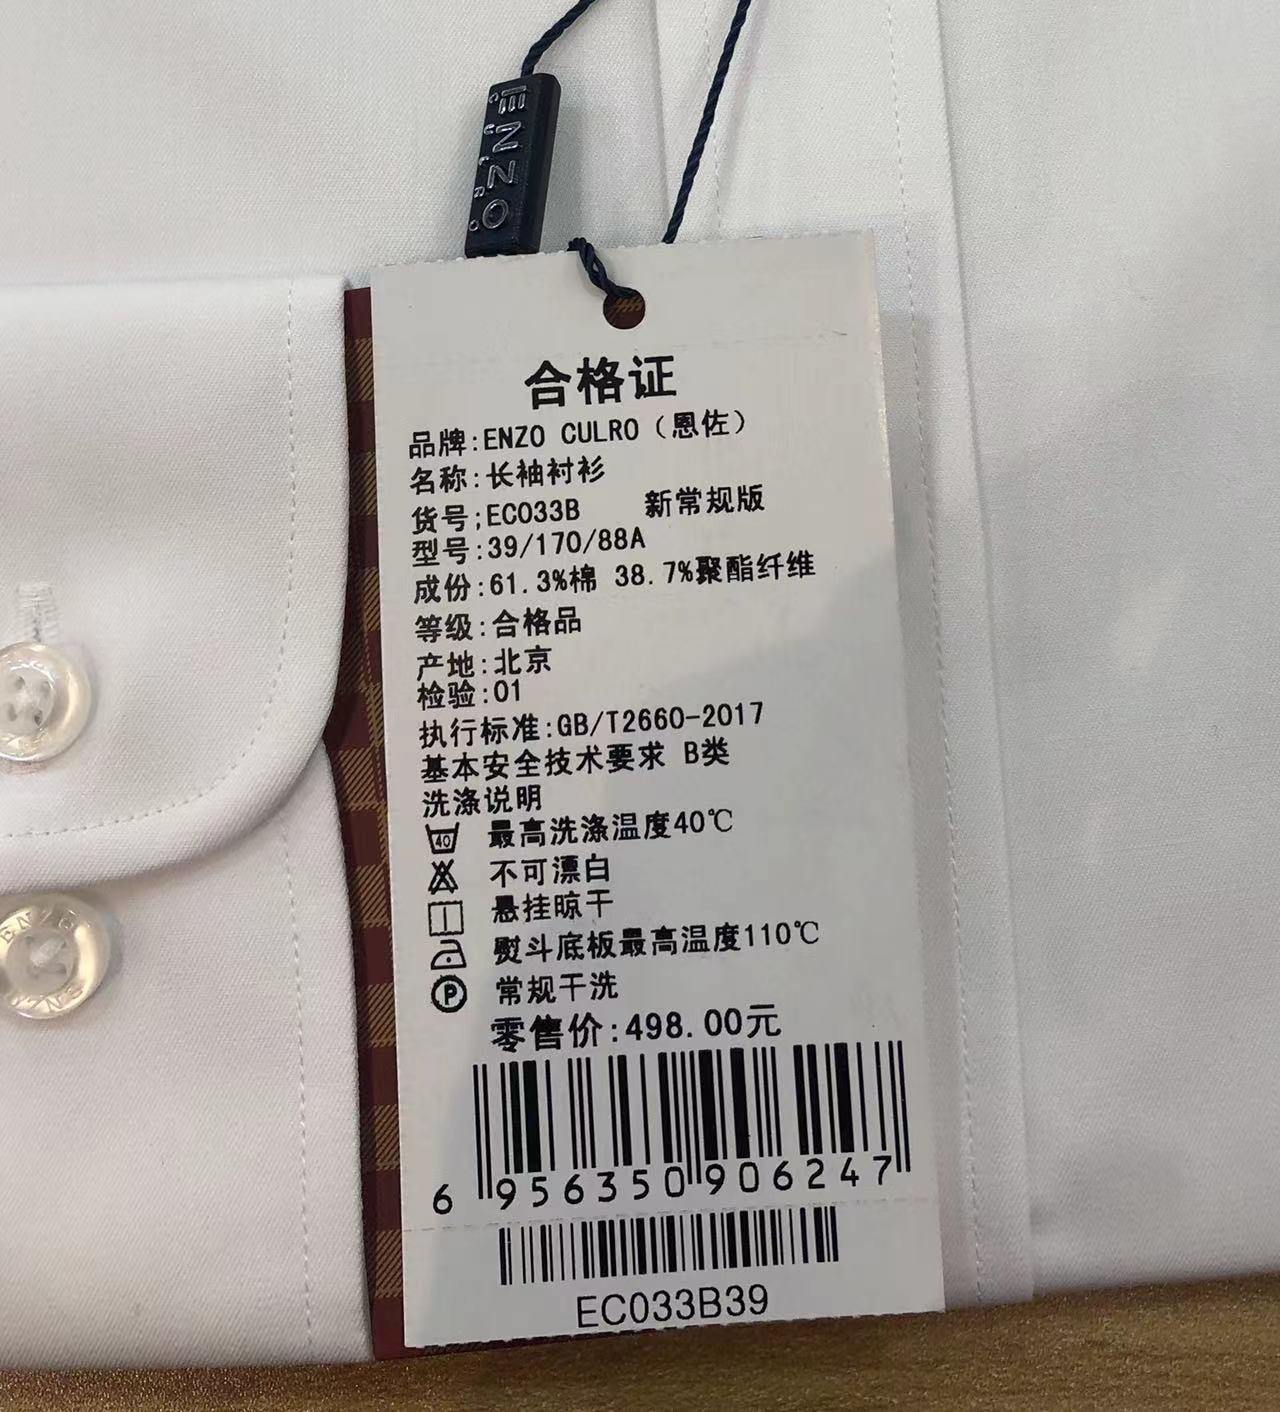 ENZO
CULRO
合格证
品牌:ENZO CULRO（恩佐）
名称:长袖衬衫
货号;EC033B 新常规版
型号:39/170/88A
成份:61.3%棉 38.7%聚酯纤维
等级:合格品
产地:北京
检验:01
执行标准:GB/T2660-2017
基本安全技术要求 B类
洗涤说明
40 最高洗涤温度40℃
不可漂白
悬挂晾干
熨斗底板最高温度110℃
P 常规干洗
零售价:498.00元
6 956350 906247
EC033B39
ENZO